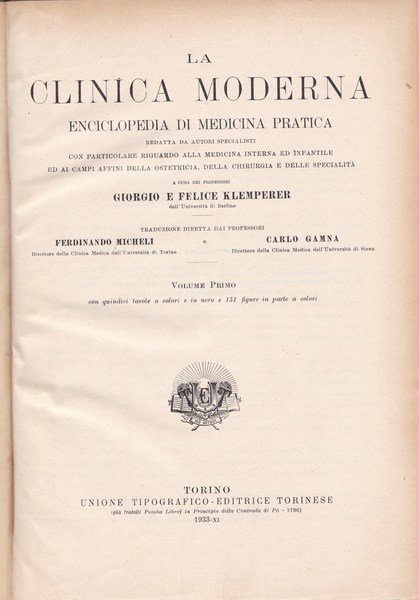 LA
CLINICA MODERNA
ENCICLOPEDIA DI MEDICINA PRATICA
REDATTA DA AUTORI SPECIALISTI
CON PARTICOLARE RIGUARDO ALLA MEDICINA INTERNA ED INFANTILE
ED AI CAMPI AFFINI DELLA OSTETRICIA, DELLA CHIRURGIA E DELLE SPECIALITÀ
A CURA DEI PROFESSORI
GIORGIO E FELICE KLEMPERER
dell'Università di Berlino
TRADUZIONE DIRETTA DAI PROFESSORI
FERDINANDO MICHELI e CARLO GAMNA
Direttore della Clinica Medica dell'Università di Torino Direttore della Clinica Medica dell'Università di Siena
VOLUME PRIMO
con quindici tavole a colori e in nero e 151 figure in parte a colori
TORINO
UNIONE TIPOGRAFICO-EDITRICE TORINESE
(già fratelli Pomba Librai in Principio della Contrada di Pò - 1796)
1933-XI